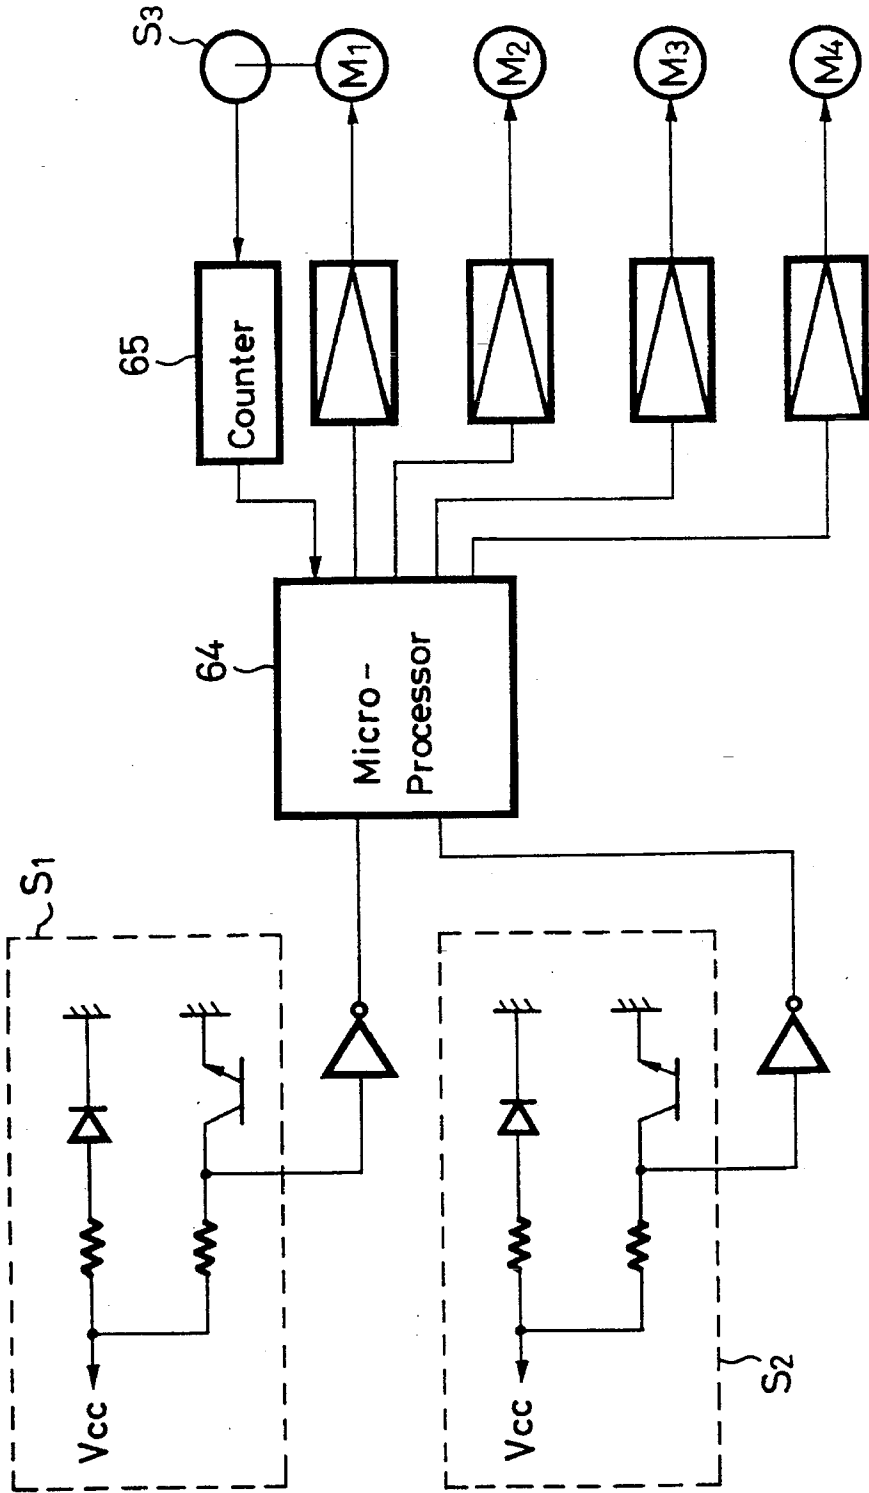 S3
M1
M2
M3
M4
65
Counter
64
Micro-
Processor
S1
Vcc
S2
Vcc